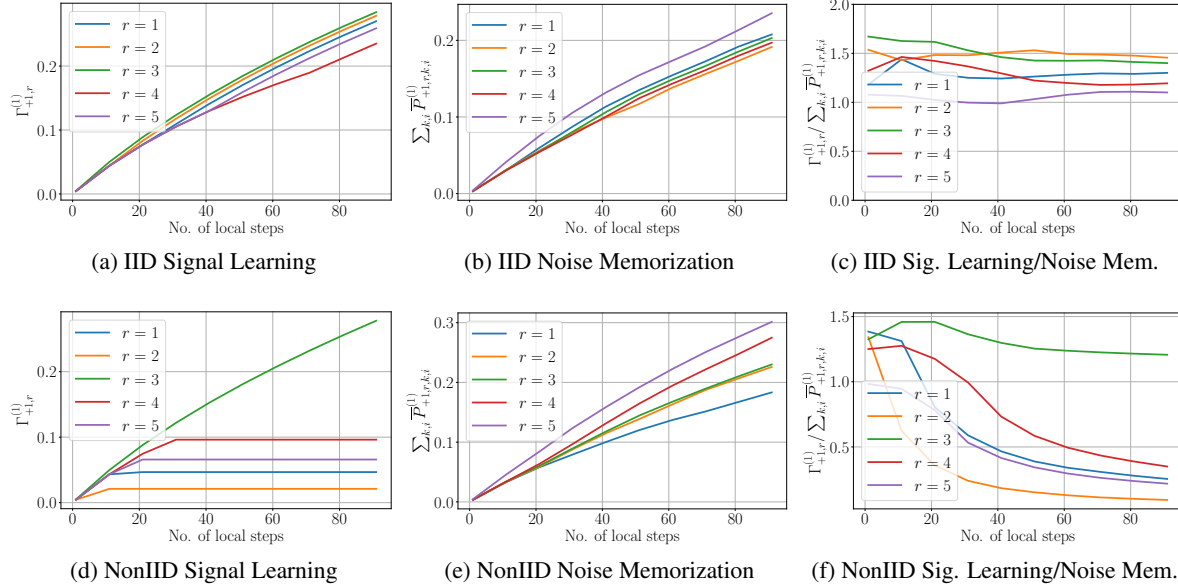 Γ^{(1)}_{+1,r}
0.2
0.1
0.0
r = 1
r = 2
r = 3
r = 4
r = 5
0 20 40 60 80
No. of local steps
(a) IID Signal Learning
∑_{k,i} P̅^{(1)}_{+1,r,k,i}
0.2
0.1
0.0
r = 1
r = 2
r = 3
r = 4
r = 5
0 20 40 60 80
No. of local steps
(b) IID Noise Memorization
Γ^{(1)}_{+1,r} / ∑_{k,i} P̅^{(1)}_{+1,r,k,i}
2.0
1.5
1.0
0.5
0.0
r = 1
r = 2
r = 3
r = 4
r = 5
0 20 40 60 80
No. of local steps
(c) IID Sig. Learning/Noise Mem.
Γ^{(1)}_{+1,r}
0.2
0.1
0.0
r = 1
r = 2
r = 3
r = 4
r = 5
0 20 40 60 80
No. of local steps
(d) NonIID Signal Learning
∑_{k,i} P̅^{(1)}_{+1,r,k,i}
0.3
0.2
0.1
0.0
r = 1
r = 2
r = 3
r = 4
r = 5
0 20 40 60 80
No. of local steps
(e) NonIID Noise Memorization
Γ^{(1)}_{+1,r} / ∑_{k,i} P̅^{(1)}_{+1,r,k,i}
1.5
1.0
0.5
r = 1
r = 2
r = 3
r = 4
r = 5
0 20 40 60 80
No. of local steps
(f) NonIID Sig. Learning/Noise Mem.